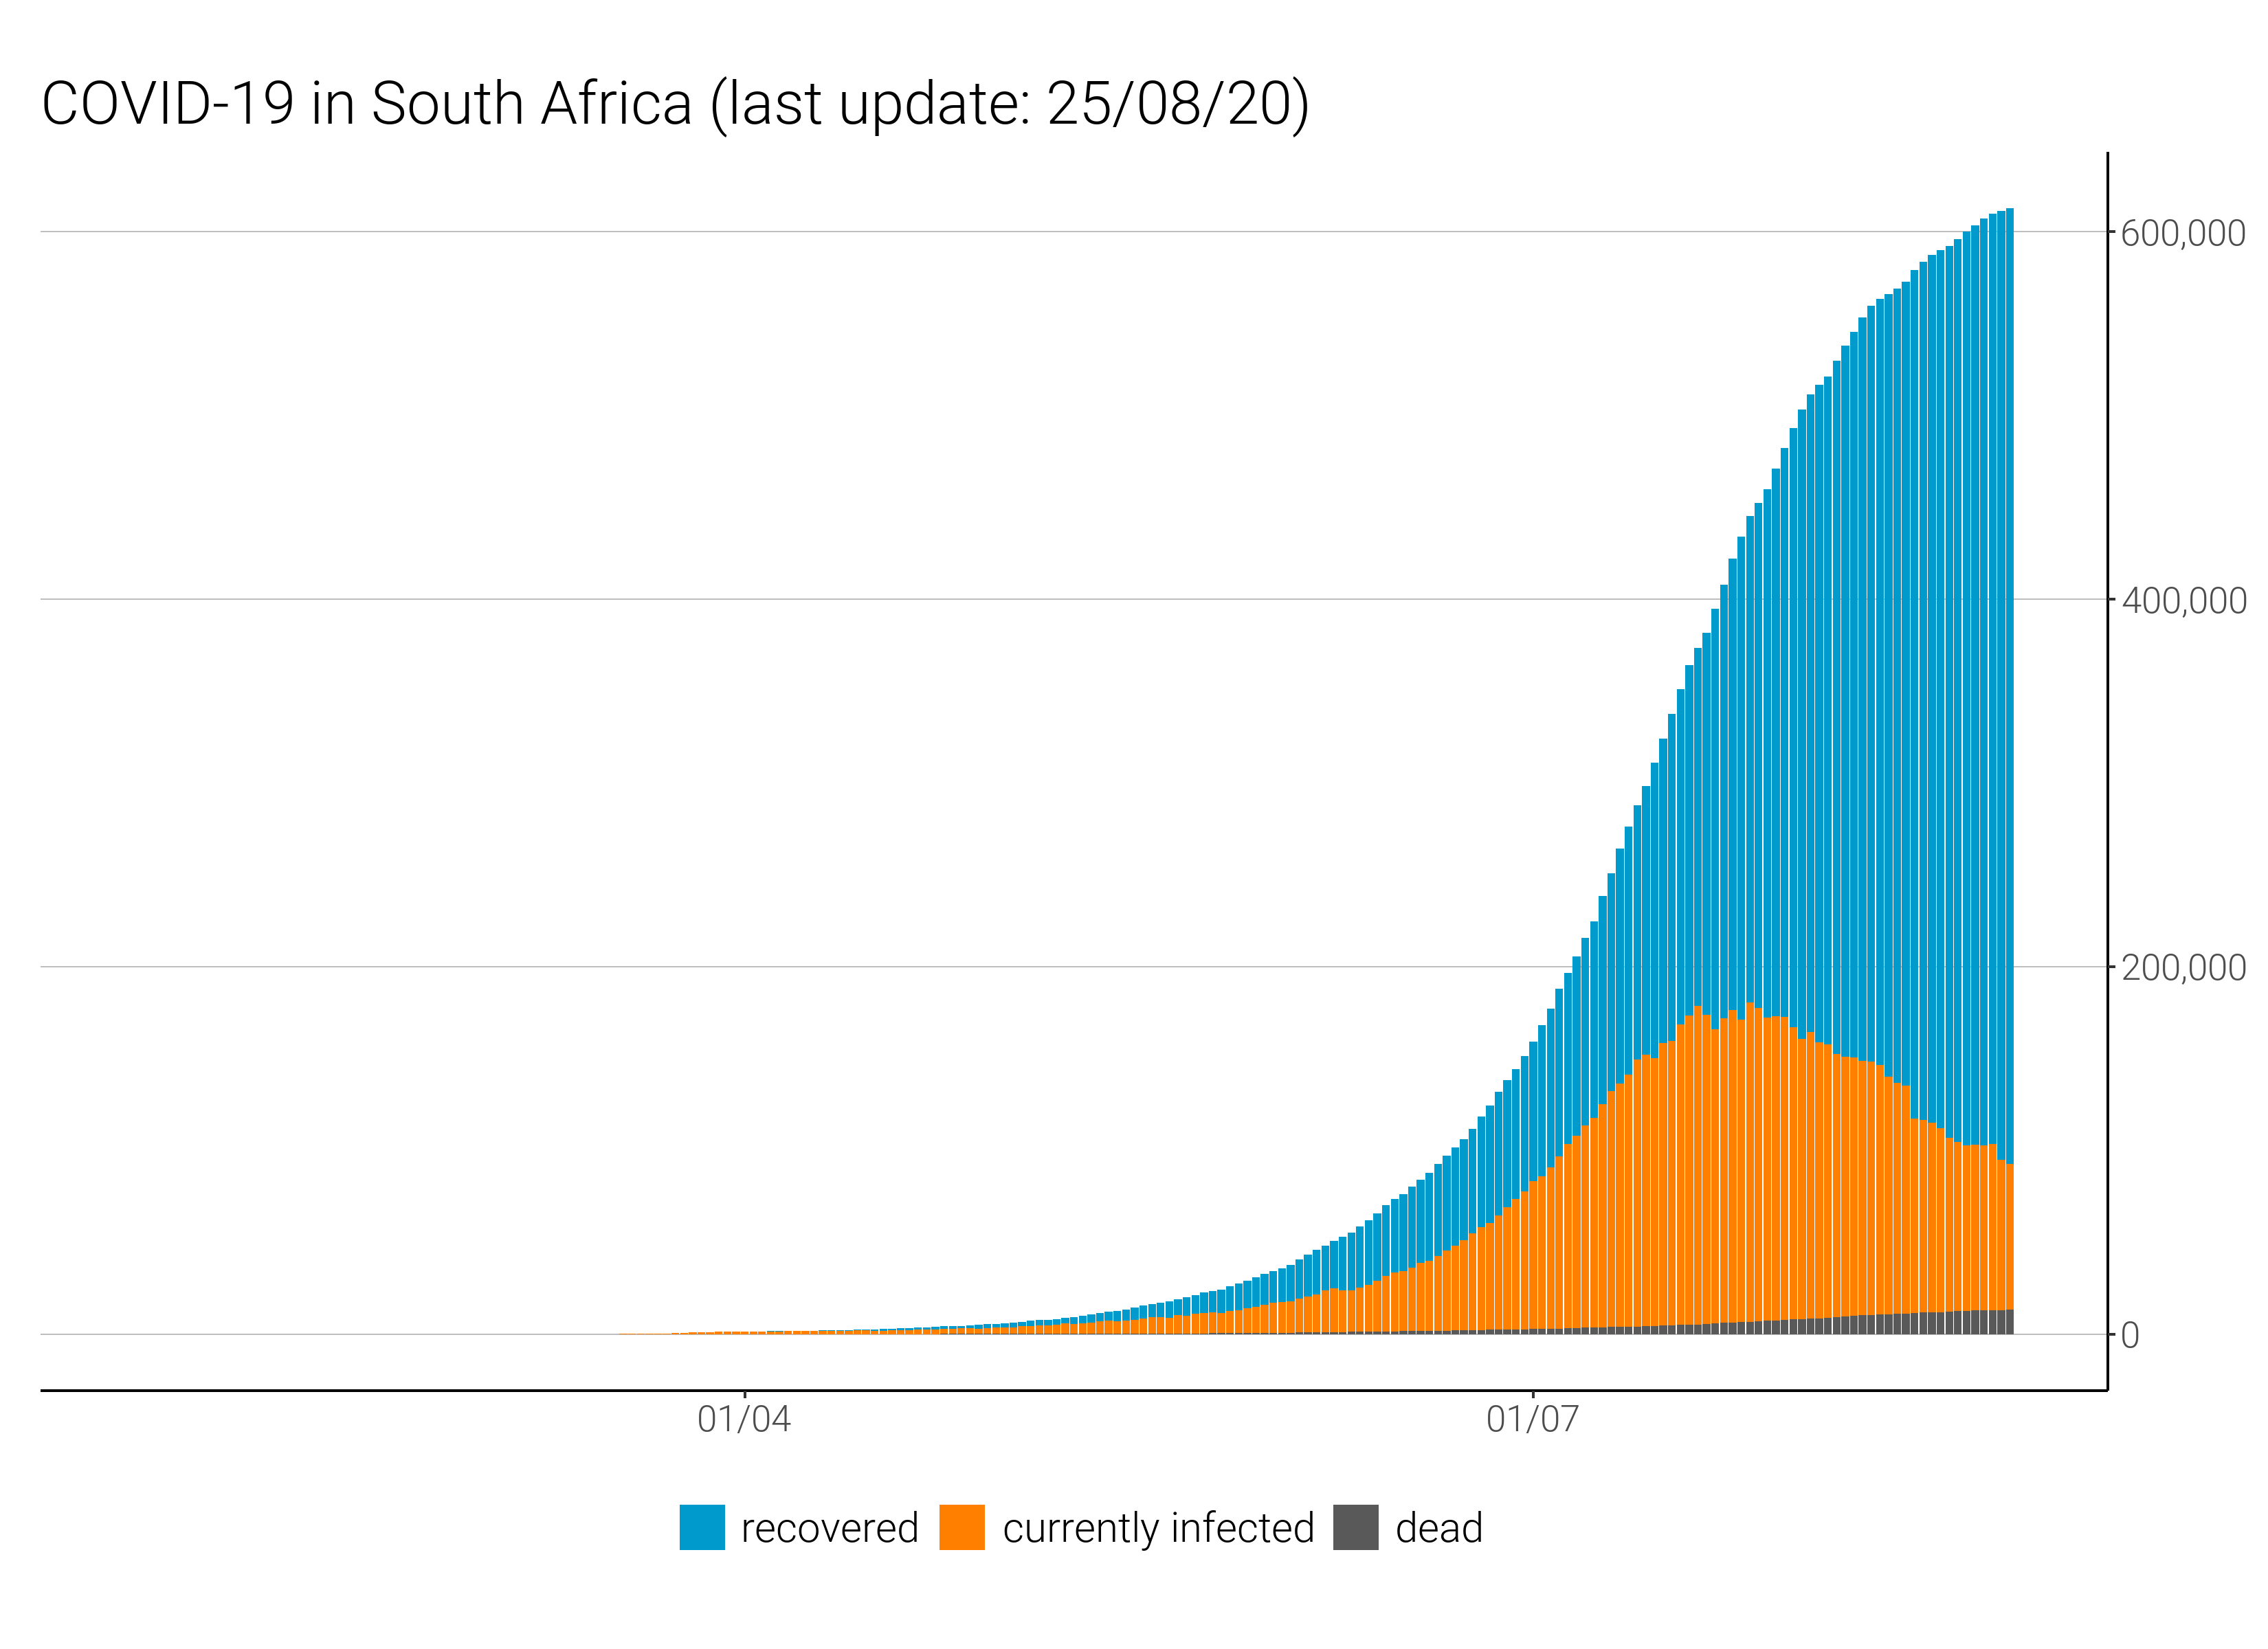 COVID-19 in South Africa (last update: 25/08/20)
600,000
400,000
200,000
0
01/04 01/07
recovered currently infected dead